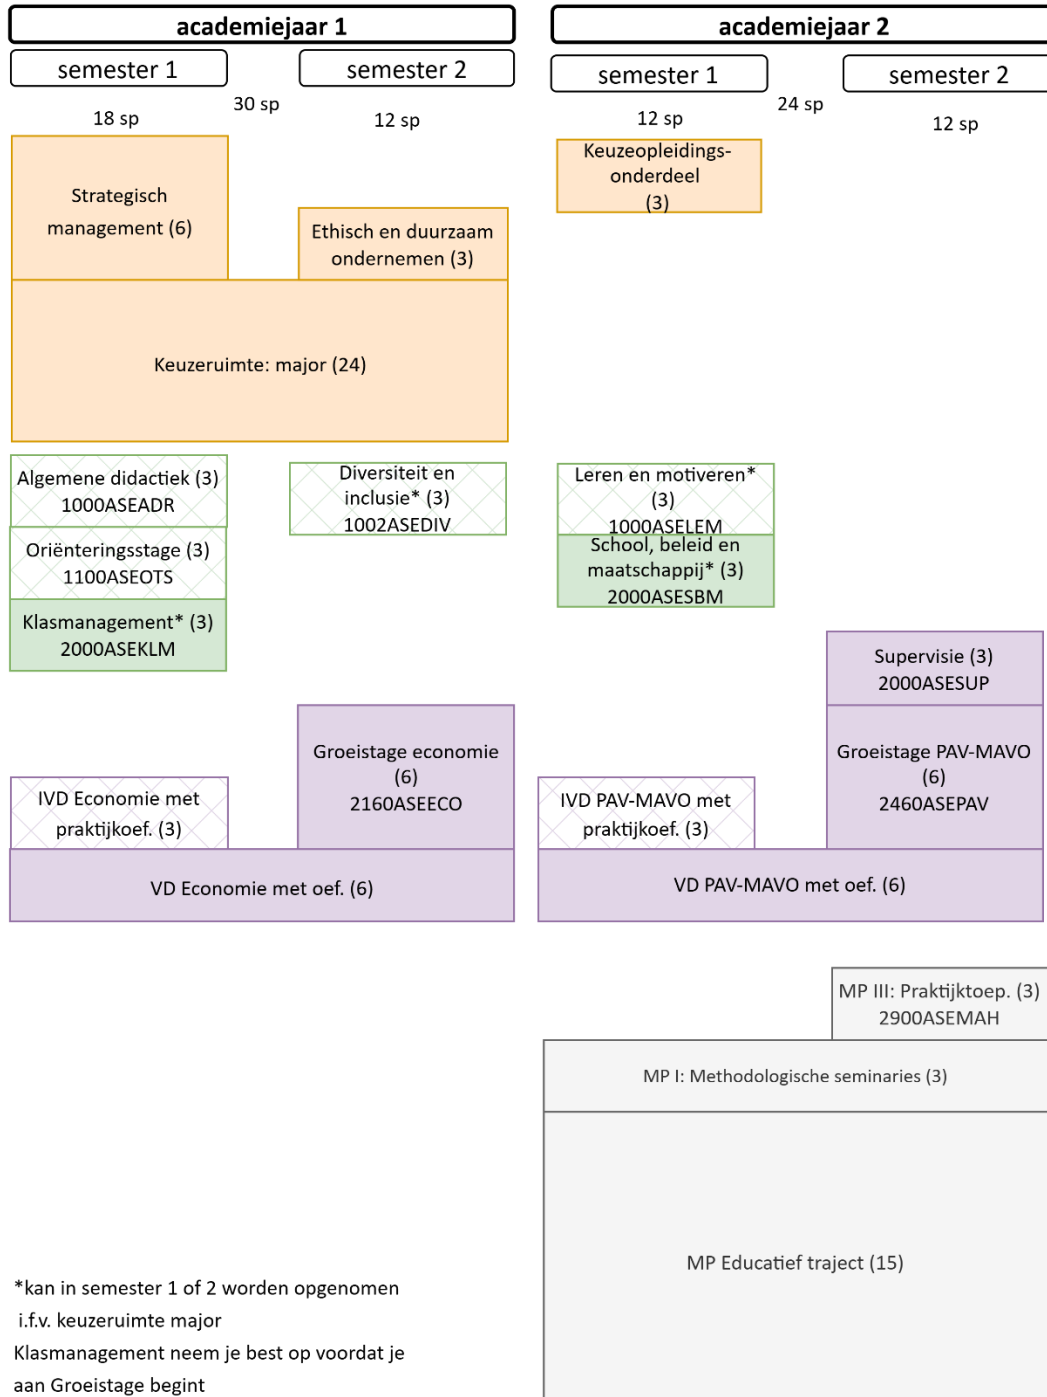 academiejaar 1
academiejaar 2
semester 1
semester 2
semester 1
semester 2
30 sp
24 sp
18 sp
12 sp
12 sp
12 sp
Strategisch
management (6)
Ethisch en duurzaam
ondernemen (3)
Keuzeopleidings-
onderdeel
(3)
Keuzeruimte: major (24)
Algemene didactiek (3)
1000ASEADR
Oriënteringsstage (3)
1100ASEOTS
Klasmanagement* (3)
2000ASEKLM
Diversiteit en
inclusie* (3)
1002ASEDIV
Leren en motiveren*
(3)
1000ASELEM
School, beleid en
maatschappij* (3)
2000ASESBM
Supervisie (3)
2000ASESUP
Groeistage economie
(6)
2160ASEECO
Groeistage PAV-MAVO
(6)
2460ASEPAV
IVD Economie met
praktijkoef. (3)
IVD PAV-MAVO met
praktijkoef. (3)
VD Economie met oef. (6)
VD PAV-MAVO met oef. (6)
MP III: Praktijktoep. (3)
2900ASEMAH
MP I: Methodologische seminaries (3)
MP Educatief traject (15)
*kan in semester 1 of 2 worden opgenomen
i.f.v. keuzeruimte major
Klasmanagement neem je best op voordat je
aan Groeistage begint